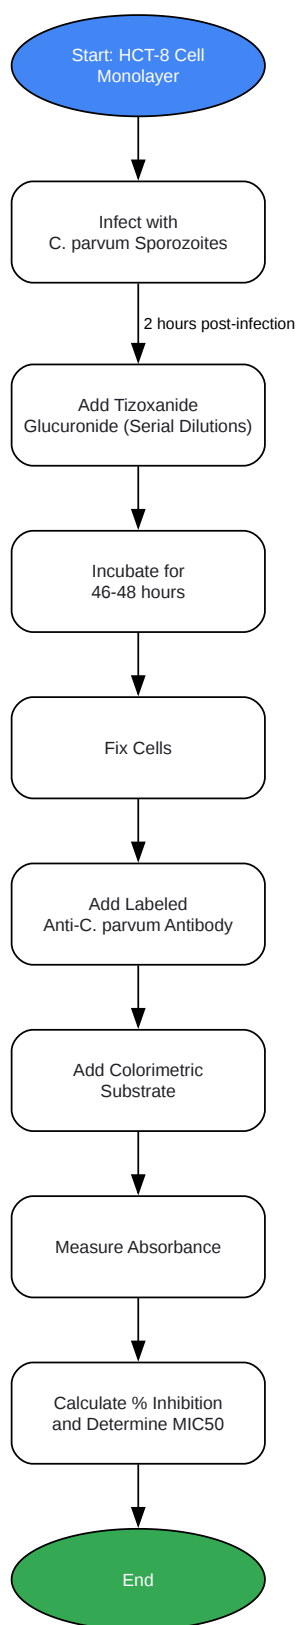 Start: HCT-8 Cell
Monolayer
Infect with
C. parvum Sporozoites
2 hours post-infection
Add Tizoxanide
Glucuronide (Serial Dilutions)
Incubate for
46-48 hours
Fix Cells
Add Labeled
Anti-C. parvum Antibody
Add Colorimetric
Substrate
Measure Absorbance
Calculate % Inhibition
and Determine MIC50
End